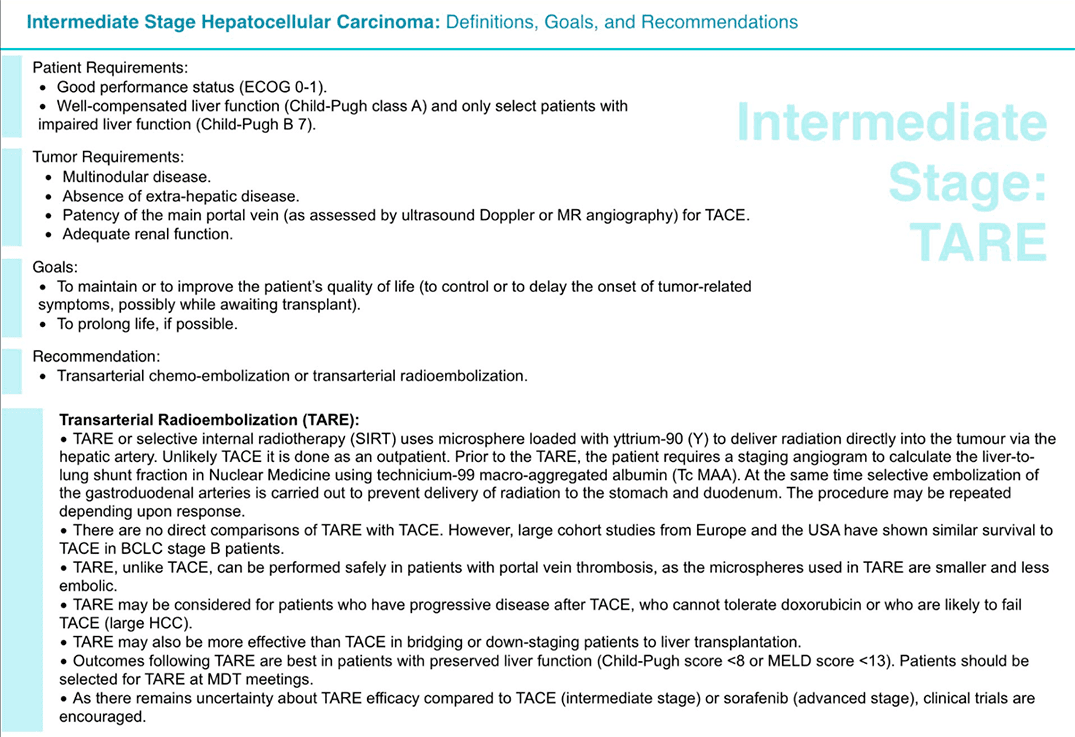 Intermediate Stage Hepatocellular Carcinoma: Definitions, Goals, and Recommendations
Patient Requirements:
• Good performance status (ECOG 0-1).
• Well-compensated liver function (Child-Pugh class A) and only select patients with
impaired liver function (Child-Pugh B 7).
Intermediate
Stage:
TARE
Tumor Requirements:
• Multinodular disease.
• Absence of extra-hepatic disease.
• Patency of the main portal vein (as assessed by ultrasound Doppler or MR angiography) for TACE.
• Adequate renal function.
Goals:
• To maintain or to improve the patient's quality of life (to control or to delay the onset of tumor-related
symptoms, possibly while awaiting transplant).
• To prolong life, if possible.
Recommendation:
• Transarterial chemo-embolization or transarterial radioembolization.
Transarterial Radioembolization (TARE):
• TARE or selective internal radiotherapy (SIRT) uses microsphere loaded with yttrium-90 (Y) to deliver radiation directly into the tumour via the
hepatic artery. Unlikely TACE it is done as an outpatient. Prior to the TARE, the patient requires a staging angiogram to calculate the liver-to-
lung shunt fraction in Nuclear Medicine using technicium-99 macro-aggregated albumin (Tc MAA). At the same time selective embolization of
the gastroduodenal arteries is carried out to prevent delivery of radiation to the stomach and duodenum. The procedure may be repeated
depending upon response.
• There are no direct comparisons of TARE with TACE. However, large cohort studies from Europe and the USA have shown similar survival to
TACE in BCLC stage B patients.
• TARE, unlike TACE, can be performed safely in patients with portal vein thrombosis, as the microspheres used in TARE are smaller and less
embolic.
• TARE may be considered for patients who have progressive disease after TACE, who cannot tolerate doxorubicin or who are likely to fail
TACE (large HCC).
• TARE may also be more effective than TACE in bridging or down-staging patients to liver transplantation.
• Outcomes following TARE are best in patients with preserved liver function (Child-Pugh score <8 or MELD score <13). Patients should be
selected for TARE at MDT meetings.
• As there remains uncertainty about TARE efficacy compared to TACE (intermediate stage) or sorafenib (advanced stage), clinical trials are
encouraged.